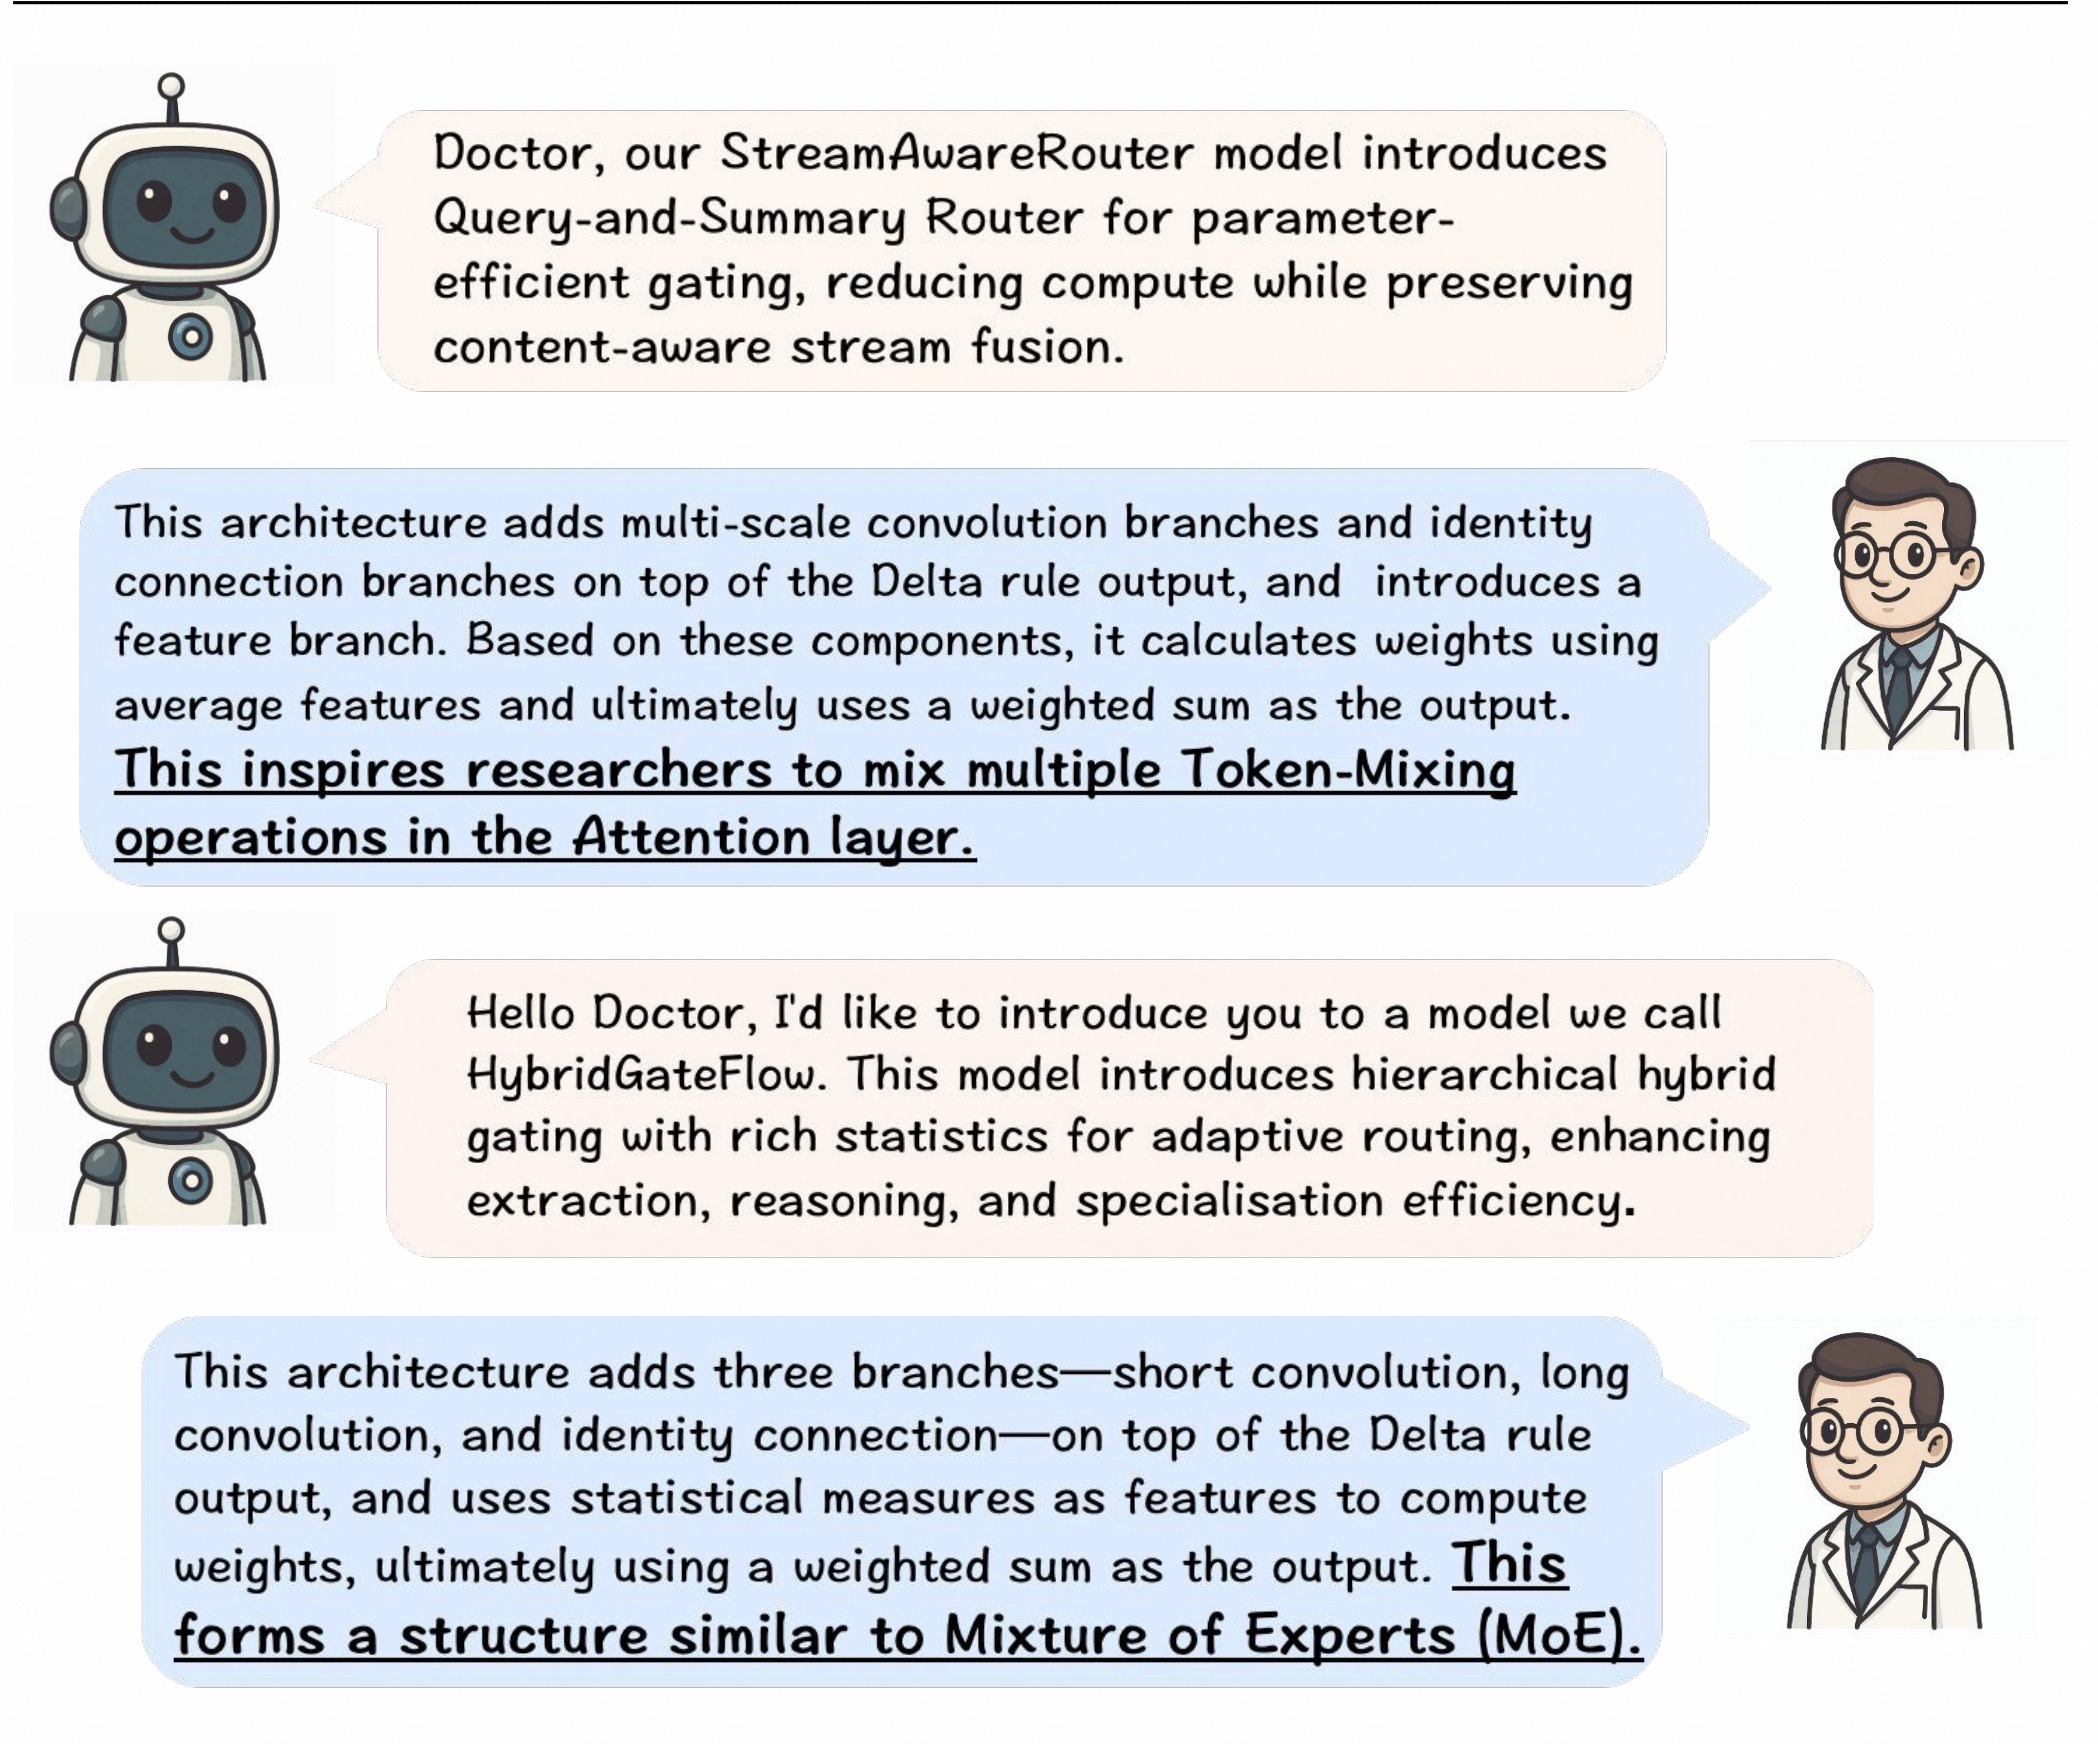 Doctor, our StreamAwareRouter model introduces
Query-and-Summary Router for parameter-
efficient gating, reducing compute while preserving
content-aware stream fusion.
This architecture adds multi-scale convolution branches and identity
connection branches on top of the Delta rule output, and introduces a
feature branch. Based on these components, it calculates weights using
average features and ultimately uses a weighted sum as the output.
This inspires researchers to mix multiple Token-Mixing
operations in the Attention layer.
Hello Doctor, I'd like to introduce you to a model we call
HybridGateFlow. This model introduces hierarchical hybrid
gating with rich statistics for adaptive routing, enhancing
extraction, reasoning, and specialisation efficiency.
This architecture adds three branches—short convolution, long
convolution, and identity connection—on top of the Delta rule
output, and uses statistical measures as features to compute
weights, ultimately using a weighted sum as the output. This
forms a structure similar to Mixture of Experts (MoE).